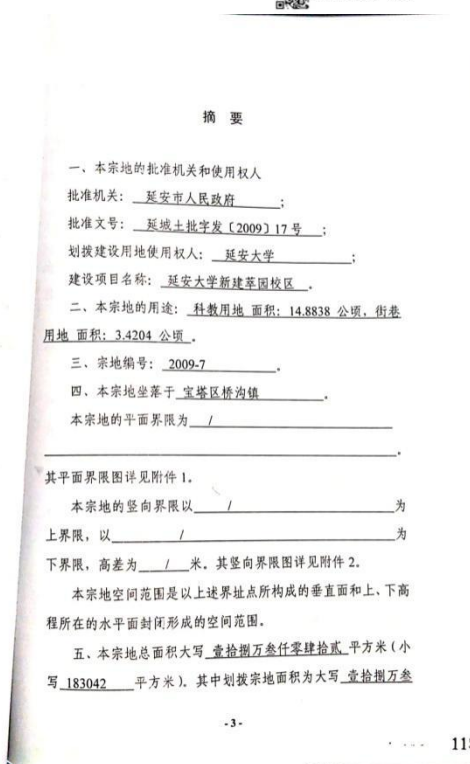 摘 要
一、本宗地的批准机关和使用权人
批准机关: 延安市人民政府 ;
批准文号: 延城土批字发〔2009〕17号 ;
划拨建设用地使用权人: 延安大学 ;
建设项目名称: 延安大学新建萃园校区 。
二、本宗地的用途: 科教用地 面积: 14.8838 公顷, 街巷
用地 面积: 3.4204 公顷 。
三、宗地编号: 2009-7 。
四、本宗地坐落于 宝塔区桥沟镇 。
本宗地的平面界限为 /
。
其平面界限图详见附件1。
本宗地的竖向界限以 / 为
上界限, 以 / 为
下界限, 高差为 / 米。其竖向界限图详见附件2。
本宗地空间范围是以上述界址点所构成的垂直面和上、下高
程所在的水平面封闭形成的空间范围。
五、本宗地总面积大写 壹拾捌万叁仟零肆拾贰 平方米(小
写 183042 平方米)。其中划拨宗地面积为大写 壹拾捌万叁
- 3 -